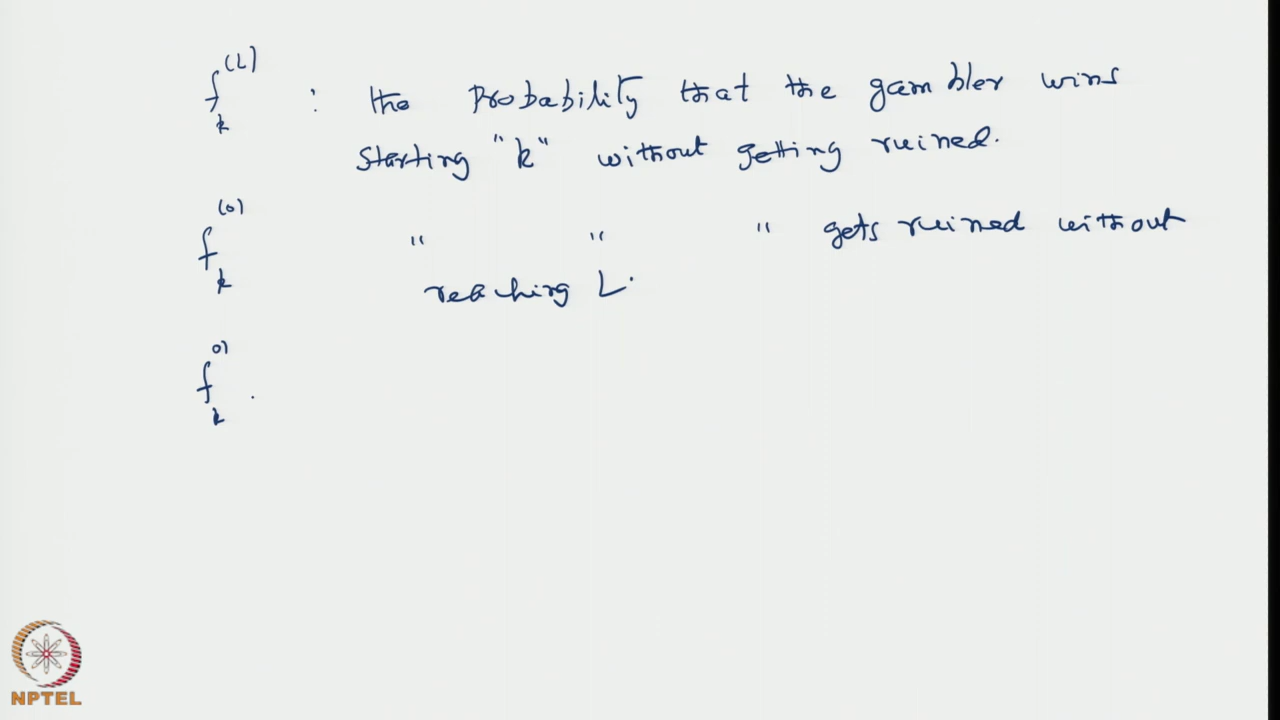 f_k^(L) : the Probability that the gambler wins
starting "k" without getting ruined.
f_k^(0) " " " gets ruined without
reaching L.
f_k^0) .
NPTEL